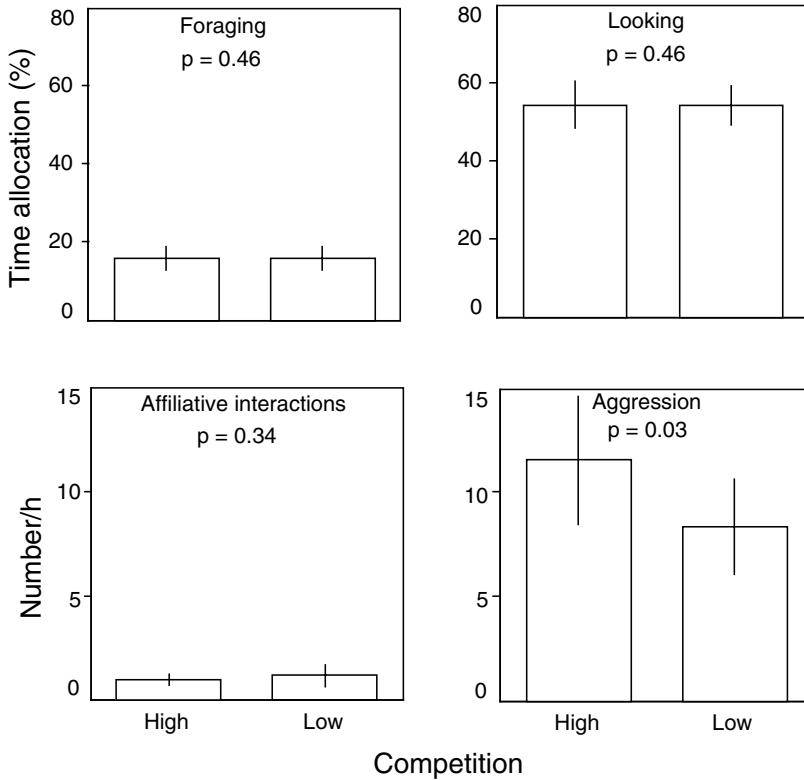 Time allocation (%)
80
60
40
20
0
Foraging
p = 0.46
80
60
40
20
0
Looking
p = 0.46
Number/h
15
10
5
0
Affiliative interactions
p = 0.34
High
Low
15
10
5
0
Aggression
p = 0.03
High
Low
Competition